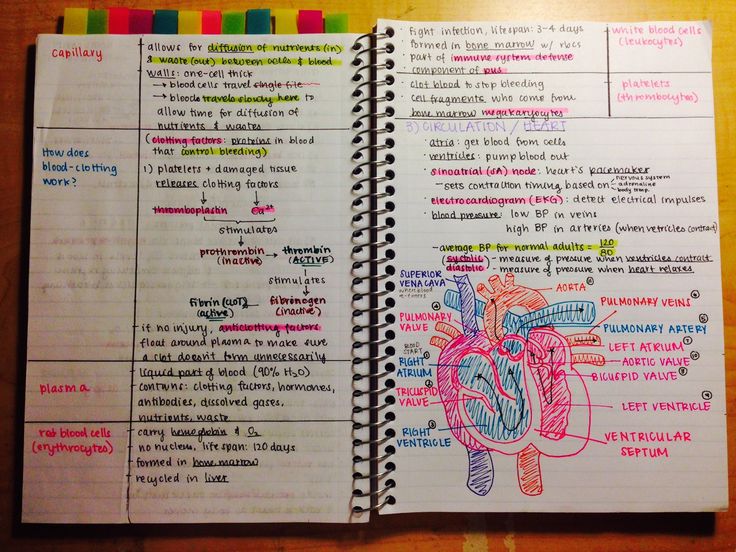 capillary
allows for diffusion of nutrients (in)
& waste (out) between cells & blood
walls: one-cell thick
→ blood cells travel single file
→ blood travels slowly here to
allow time for diffusion of
nutrients & wastes
How does
blood-clotting
work?
(clotting factors: proteins in blood
that control bleeding)
1) platelets + damaged tissue
releases clotting factors
thromboplastin Ca²⁺
stimulates
prothrombin → thrombin
(inactive) (ACTIVE)
stimulates
fibrin (CLOT) ← fibrinogen
(active) (inactive)
if no injury, anticlotting factors
float around plasma to make sure
a clot doesn't form unnecessarily
plasma
liquid part of blood (90% H₂O)
contains: clotting factors, hormones,
antibodies, dissolved gases,
nutrients, waste
red blood cells
(erythrocytes)
carry hemoglobin & O₂
no nucleus, lifespan: 120 days
formed in bone marrow
recycled in liver
fight infection, lifespan: 3-4 days
formed in bone marrow w/ rbcs
part of immune system defense
component of pus
white blood cells
(leukocytes)
clot blood to stop bleeding
cell fragments who come from
bone marrow megakaryocytes
platelets
(thrombocytes)
3) CIRCULATION / HEART
atria: get blood from cells
ventricles: pump blood out
sinoatrial (SA) node: heart's pacemaker
- sets contraction timing based on
nervous system
adrenaline
body temp.
electrocardiogram (EKG): detect electrical impulses
blood pressure: low BP in veins
high BP in arteries (when ventricles contract)
- average BP for normal adults = 120/80
(systolic) - measure of pressure when ventricles contract
diastolic) - measure of pressure when heart relaxes
SUPERIOR
VENA CAVA
where blood
AORTA
PULMONARY VEINS
PULMONARY
VALVE
PULMONARY ARTERY
BLOOD
START
LEFT ATRIUM
RIGHT
ATRIUM
AORTIC VALVE
BICUSPID VALVE
TRICUSPID
VALVE
LEFT VENTRICLE
RIGHT
VENTRICLE
VENTRICULAR
SEPTUM